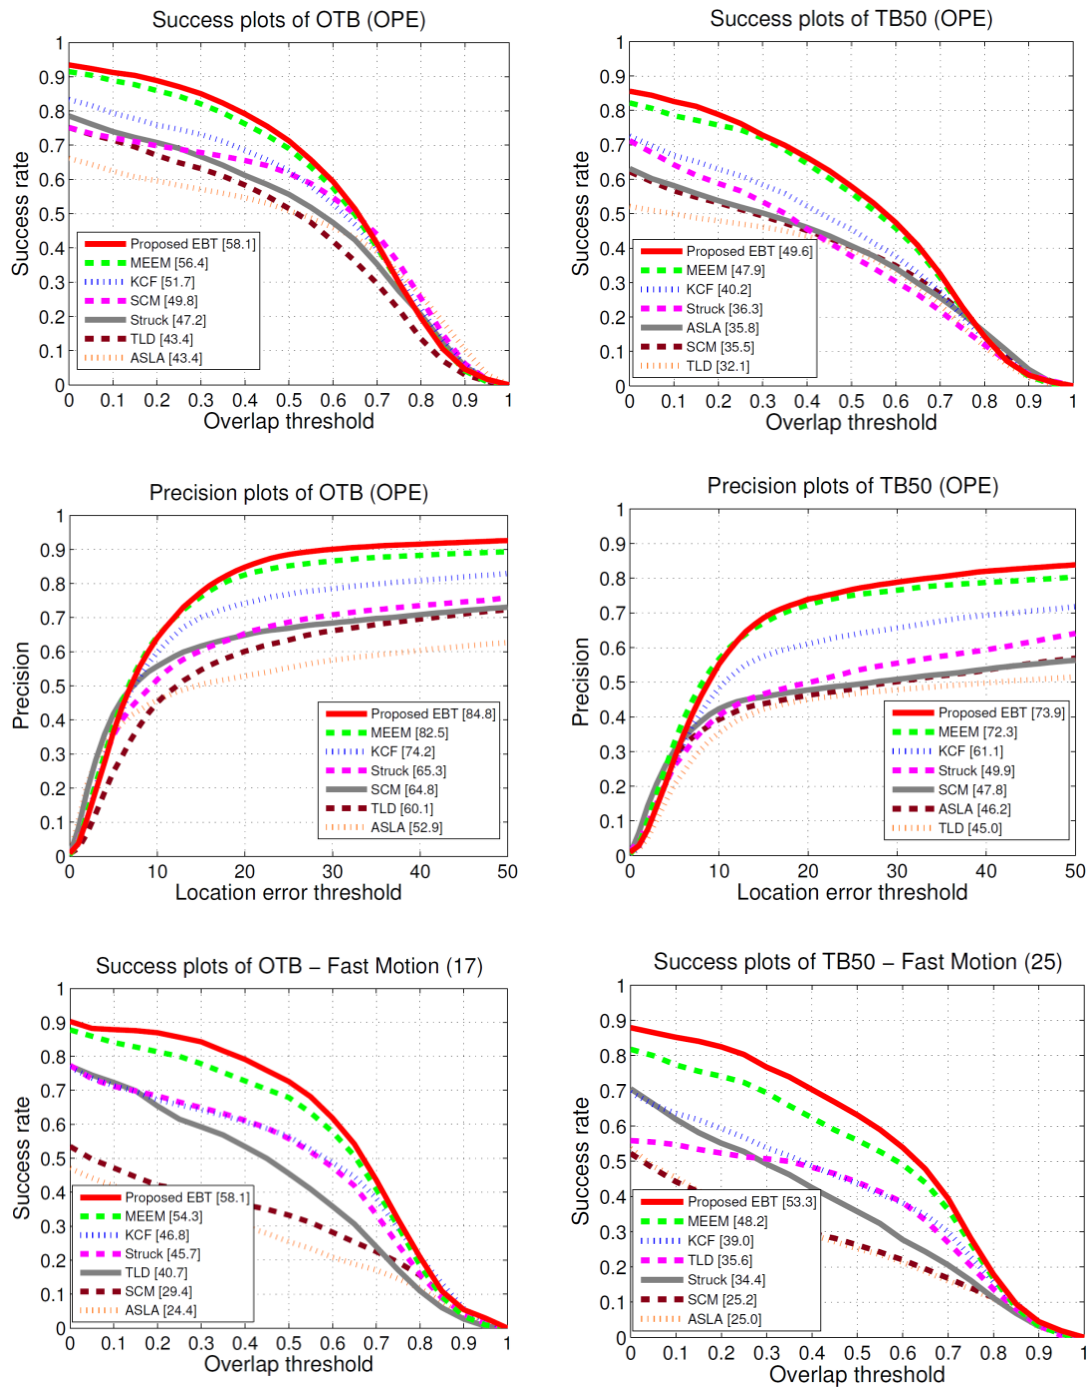 Success plots of OTB (OPE)
Success rate
1
0.9
0.8
0.7
0.6
0.5
0.4
0.3
0.2
0.1
0
Proposed EBT [58.1]
MEEM [56.4]
KCF [51.7]
SCM [49.8]
Struck [47.2]
TLD [43.4]
ASLA [43.4]
0 0.1 0.2 0.3 0.4 0.5 0.6 0.7 0.8 0.9 1
Overlap threshold
Success plots of TB50 (OPE)
Success rate
1
0.9
0.8
0.7
0.6
0.5
0.4
0.3
0.2
0.1
0
Proposed EBT [49.6]
MEEM [47.9]
KCF [40.2]
Struck [36.3]
ASLA [35.8]
SCM [35.5]
TLD [32.1]
0 0.1 0.2 0.3 0.4 0.5 0.6 0.7 0.8 0.9 1
Overlap threshold
Precision plots of OTB (OPE)
Precision
1
0.9
0.8
0.7
0.6
0.5
0.4
0.3
0.2
0.1
0
Proposed EBT [84.8]
MEEM [82.5]
KCF [74.2]
Struck [65.3]
SCM [64.8]
TLD [60.1]
ASLA [52.9]
0 10 20 30 40 50
Location error threshold
Precision plots of TB50 (OPE)
Precision
1
0.9
0.8
0.7
0.6
0.5
0.4
0.3
0.2
0.1
0
Proposed EBT [73.9]
MEEM [72.3]
KCF [61.1]
Struck [49.9]
SCM [47.8]
ASLA [46.2]
TLD [45.0]
0 10 20 30 40 50
Location error threshold
Success plots of OTB − Fast Motion (17)
Success rate
1
0.9
0.8
0.7
0.6
0.5
0.4
0.3
0.2
0.1
0
Proposed EBT [58.1]
MEEM [54.3]
KCF [46.8]
Struck [45.7]
TLD [40.7]
SCM [29.4]
ASLA [24.4]
0 0.1 0.2 0.3 0.4 0.5 0.6 0.7 0.8 0.9 1
Overlap threshold
Success plots of TB50 − Fast Motion (25)
Success rate
1
0.9
0.8
0.7
0.6
0.5
0.4
0.3
0.2
0.1
0
Proposed EBT [53.3]
MEEM [48.2]
KCF [39.0]
TLD [35.6]
Struck [34.4]
SCM [25.2]
ASLA [25.0]
0 0.1 0.2 0.3 0.4 0.5 0.6 0.7 0.8 0.9 1
Overlap threshold